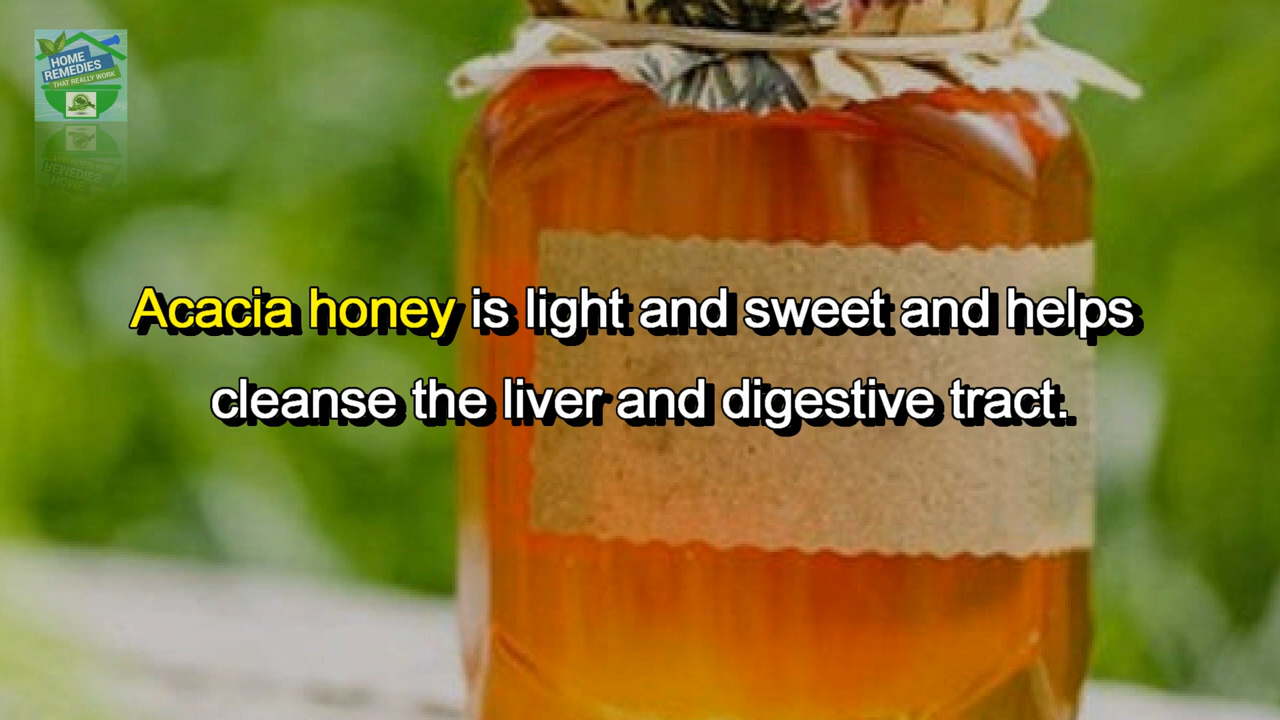 HOME
REMEDIES
THAT REALLY WORK
Acacia honey is light and sweet and helps
cleanse the liver and digestive tract.